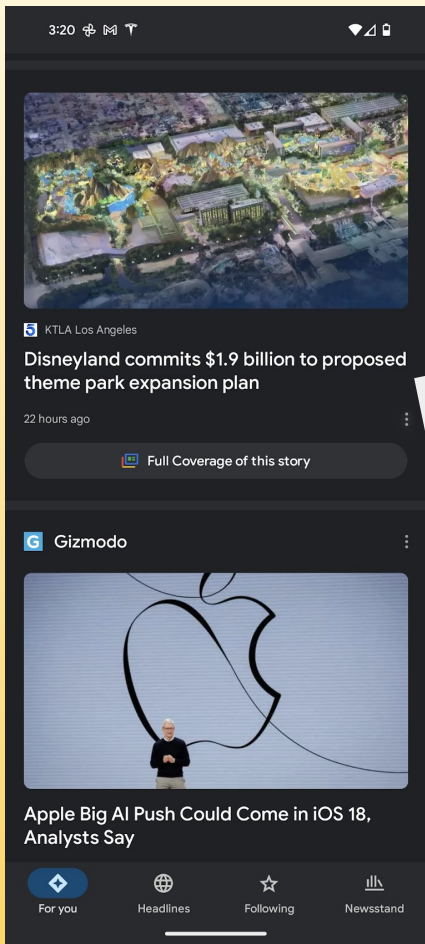 3:20
5 KTLA Los Angeles
Disneyland commits $1.9 billion to proposed
theme park expansion plan
22 hours ago
Full Coverage of this story
G Gizmodo
Apple Big AI Push Could Come in iOS 18,
Analysts Say
For you Headlines Following Newsstand